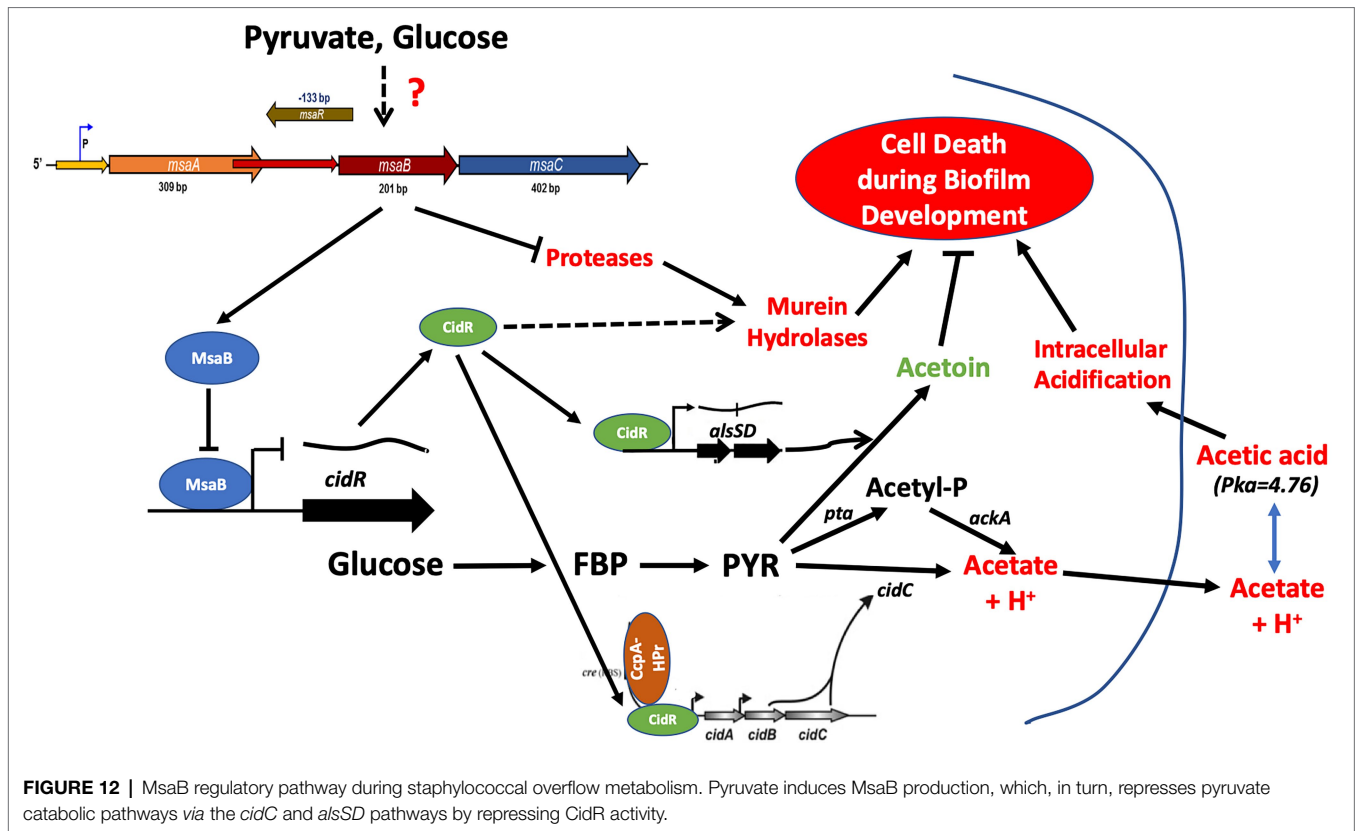 Pyruvate, Glucose
?
-133 bp
msaR
P
5'
msaA
msaB
msaC
309 bp
201 bp
402 bp
Cell Death
during Biofilm
Development
Proteases
Murein
Hydrolases
CidR
MsaB
Acetoin
Intracellular
Acidification
CidR
alsSD
MsaB
cidR
Acetic acid
(Pka=4.76)
Acetyl-P
pta
ackA
Glucose
FBP
PYR
Acetate
+ H⁺
Acetate
+ H⁺
cidC
CcpA-
HPr
cre
CidR
cidA
cidB
cidC
FIGURE 12 | MsaB regulatory pathway during staphylococcal overflow metabolism. Pyruvate induces MsaB production, which, in turn, represses pyruvate
catabolic pathways via the cidC and alsSD pathways by repressing CidR activity.